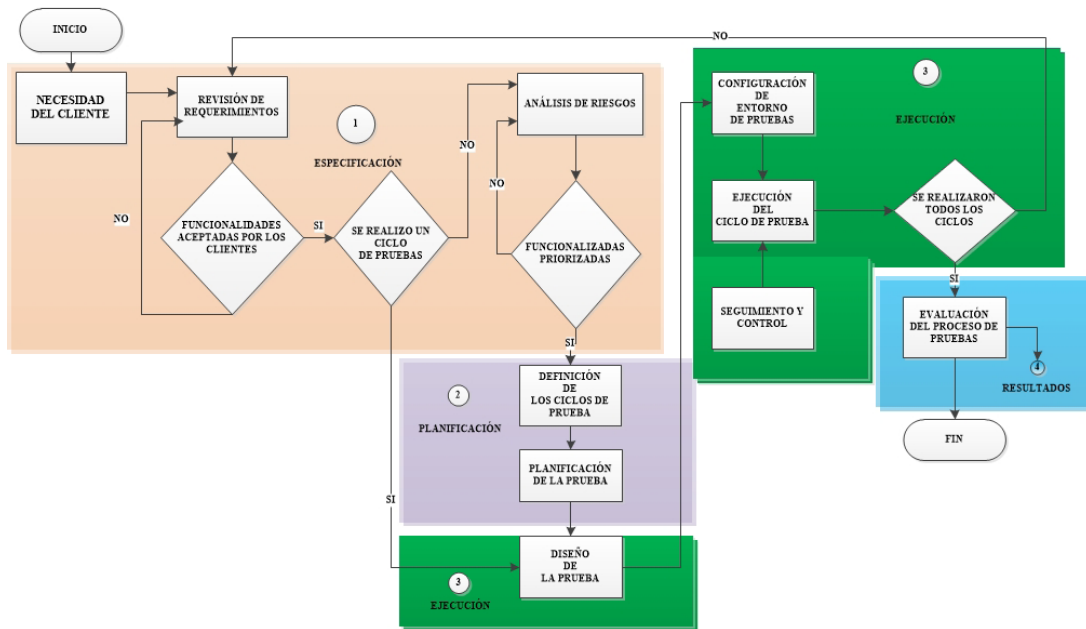 INICIO
NO
NECESIDAD
DEL CLIENTE
REVISIÓN DE
REQUERIMIENTOS
1
ESPECIFICACIÓN
NO
FUNCIONALIDADES
ACEPTADAS POR LOS
CLIENTES
SI
SE REALIZO UN
CICLO
DE PRUEBAS
NO
ANÁLISIS DE RIESGOS
NO
FUNCIONALIZADAS
PRIORIZADAS
SI
SI
2
PLANIFICACIÓN
DEFINICIÓN
DE
LOS CICLOS DE
PRUEBA
PLANIFICACIÓN
DE LA PRUEBA
3
EJECUCIÓN
DISEÑO
DE
LA PRUEBA
CONFIGURACIÓN
DE
ENTORNO
DE PRUEBAS
3
EJECUCIÓN
EJECUCIÓN
DEL
CICLO DE PRUEBA
SE REALIZARON
TODOS LOS
CICLOS
SEGUIMIENTO Y
CONTROL
SI
EVALUACIÓN
DEL PROCESO DE
PRUEBAS
4
RESULTADOS
FIN